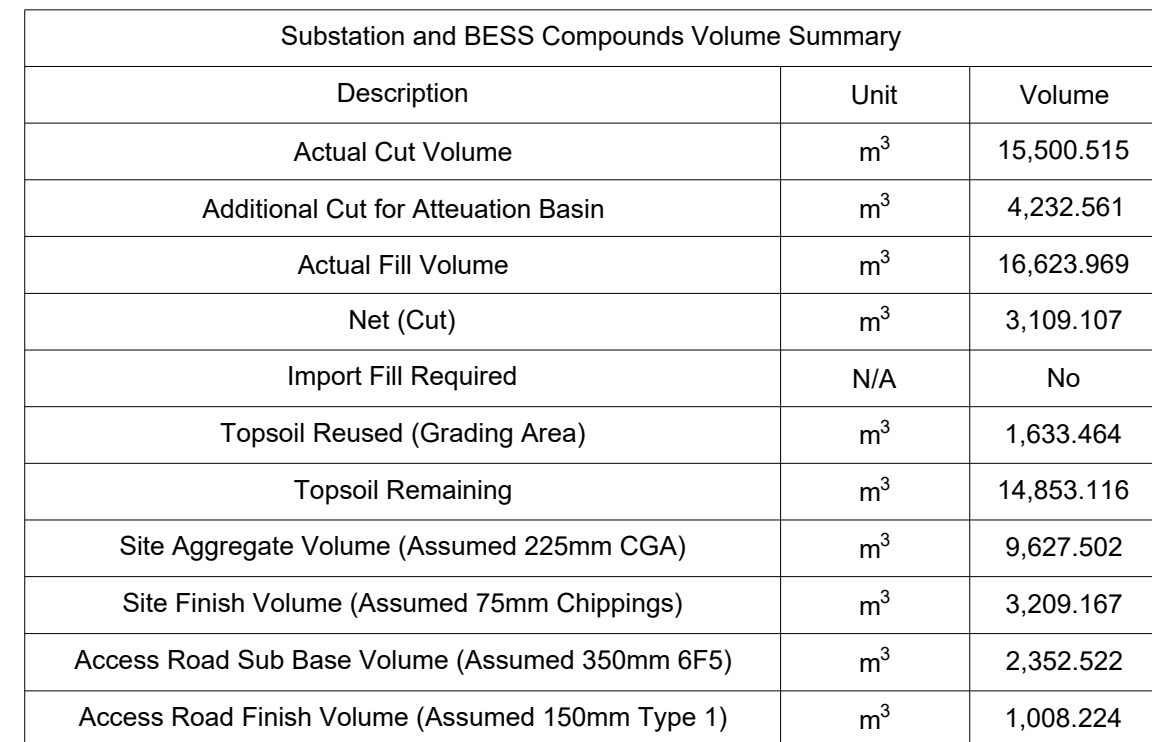 Substation and BESS Compounds Volume Summary
Description Unit Volume
Actual Cut Volume m³ 15,500.515
Additional Cut for Atteuation Basin m³ 4,232.561
Actual Fill Volume m³ 16,623.969
Net (Cut) m³ 3,109.107
Import Fill Required N/A No
Topsoil Reused (Grading Area) m³ 1,633.464
Topsoil Remaining m³ 14,853.116
Site Aggregate Volume (Assumed 225mm CGA) m³ 9,627.502
Site Finish Volume (Assumed 75mm Chippings) m³ 3,209.167
Access Road Sub Base Volume (Assumed 350mm 6F5) m³ 2,352.522
Access Road Finish Volume (Assumed 150mm Type 1) m³ 1,008.224